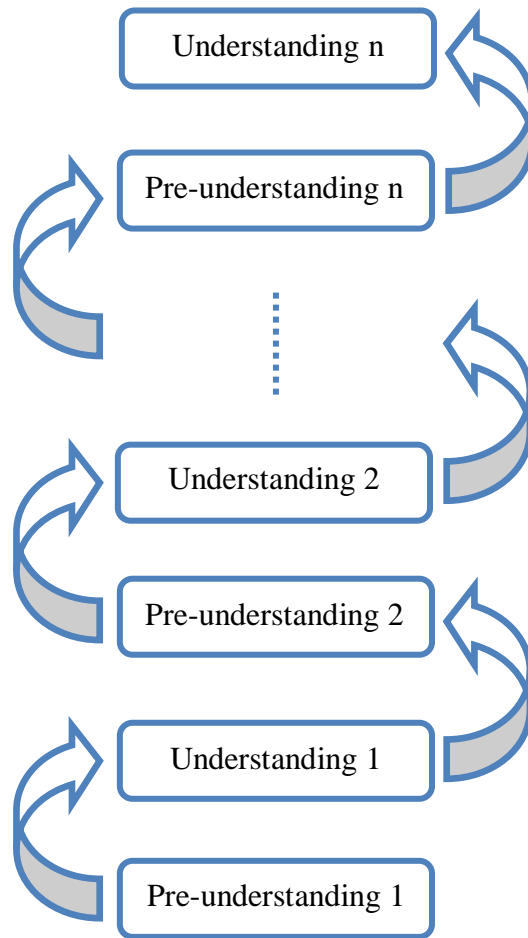 Understanding n
Pre-understanding n
Understanding 2
Pre-understanding 2
Understanding 1
Pre-understanding 1